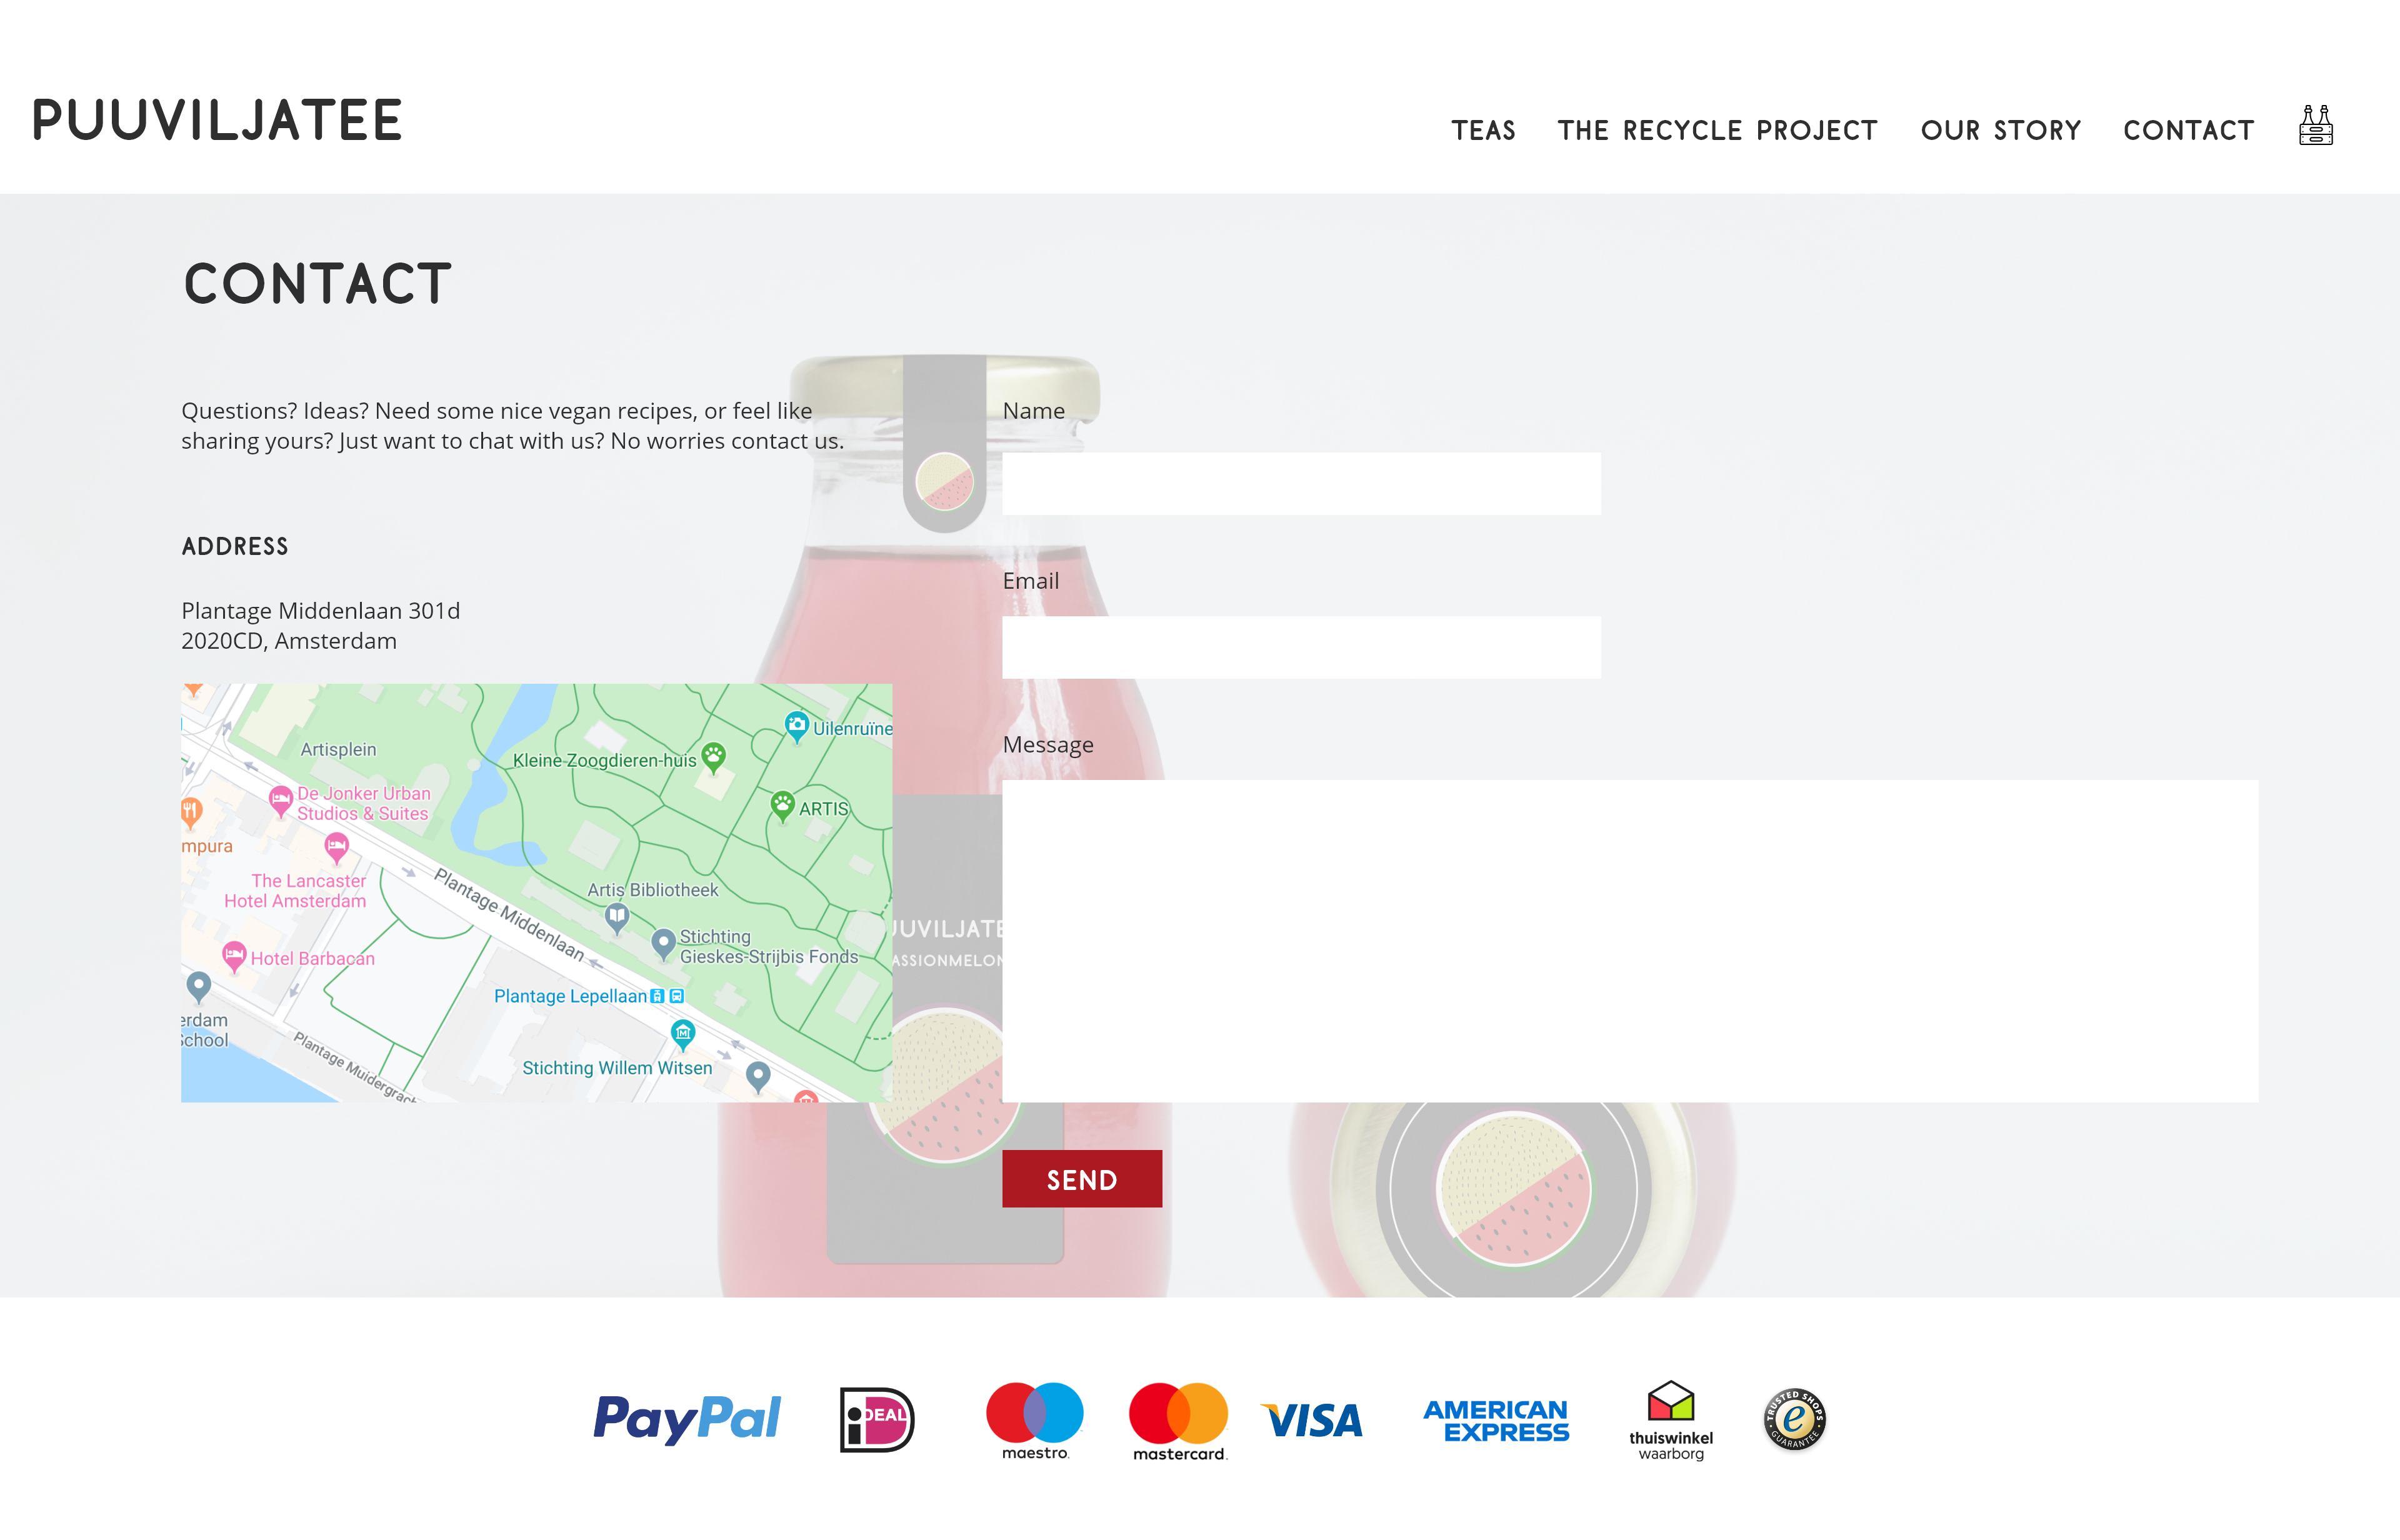 PUUVILJATEE
TEAS THE RECYCLE PROJECT OUR STORY CONTACT
CONTACT
Questions? Ideas? Need some nice vegan recipes, or feel like
sharing yours? Just want to chat with us? No worries contact us.
ADDRESS
Plantage Middenlaan 301d
2020CD, Amsterdam
Uilenruïne
Artisplein
Kleine Zoogdieren-huis
De Jonker Urban
Studios & Suites
ARTIS
mpura
The Lancaster
Hotel Amsterdam
Plantage Middenlaan
Artis Bibliotheek
Stichting
Gieskes-Strijbis Fonds
Hotel Barbacan
Plantage Lepellaan
erdam
School
Plantage Muidergrach
Stichting Willem Witsen
UUVILJATE
ASSIONMELON
Name
Email
Message
SEND
PayPal
iDEAL
maestro
mastercard
VISA
AMERICAN
EXPRESS
thuiswinkel
waarborg
TRUSTED SHOPS
e
GUARANTEE